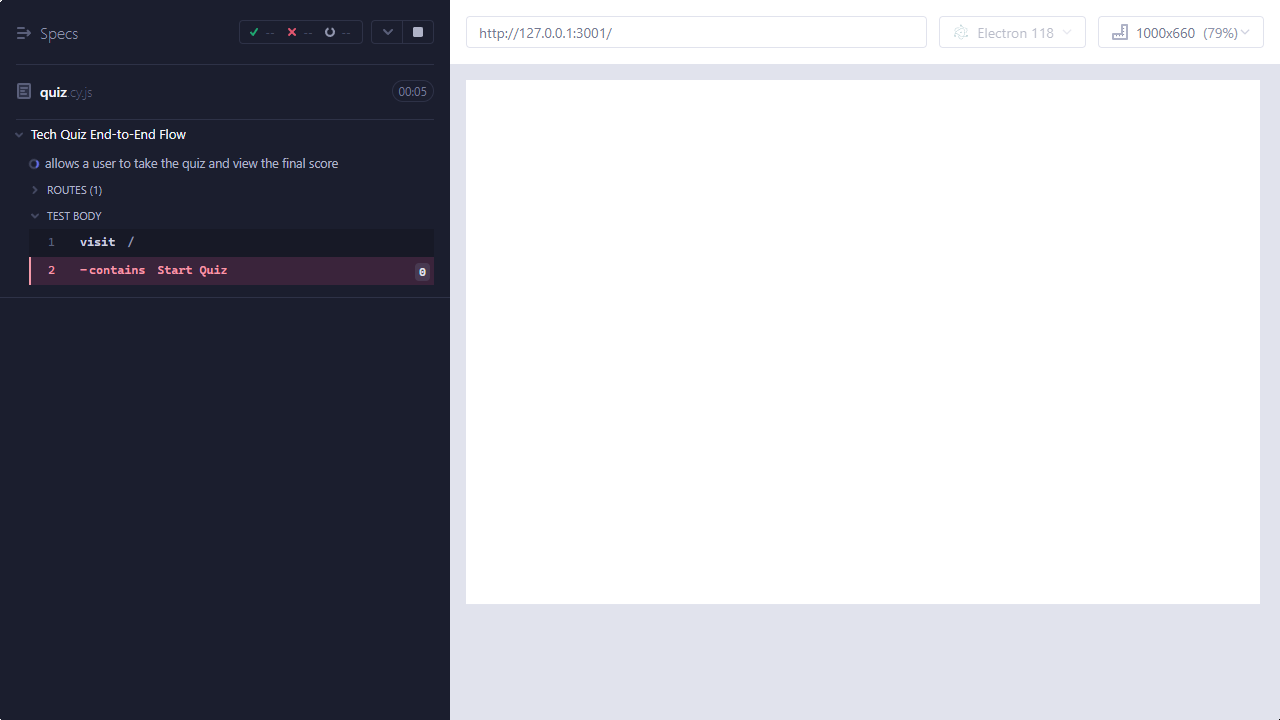 Specs
-- -- --
quiz.cy.js
00:05
Tech Quiz End-to-End Flow
allows a user to take the quiz and view the final score
ROUTES (1)
TEST BODY
1 visit /
2 -contains Start Quiz 0
http://127.0.0.1:3001/
Electron 118
1000x660 (79%)